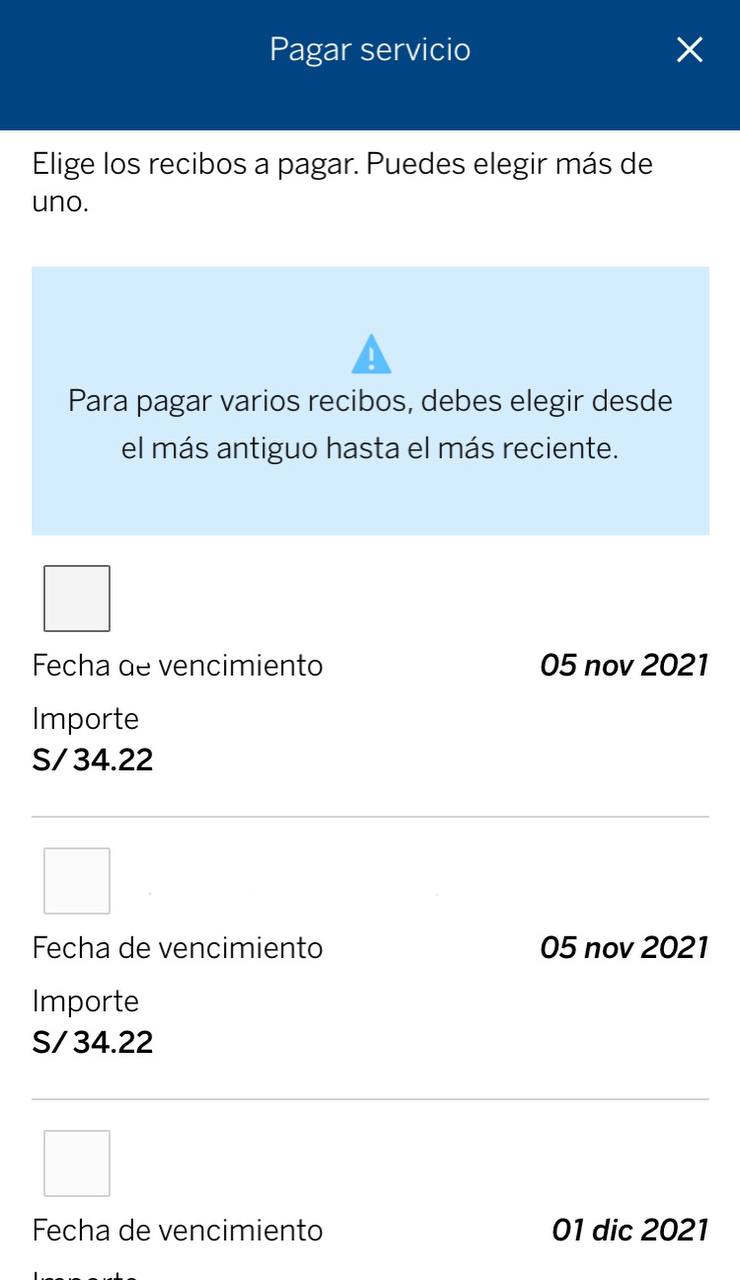 Pagar servicio
Elige los recibos a pagar. Puedes elegir más de
uno.
Para pagar varios recibos, debes elegir desde
el más antiguo hasta el más reciente.
Fecha de vencimiento 05 nov 2021
Importe
S/ 34.22
Fecha de vencimiento 05 nov 2021
Importe
S/ 34.22
Fecha de vencimiento 01 dic 2021
Importe